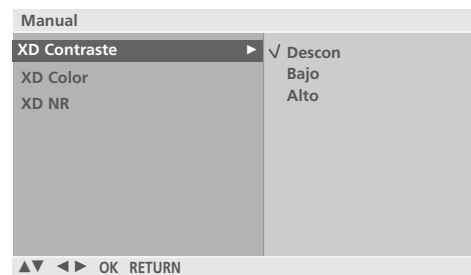 Manual
XD Contraste ► √ Descon
XD Color
Bajo
XD NR
Alto
▲▼ ◄► OK RETURN